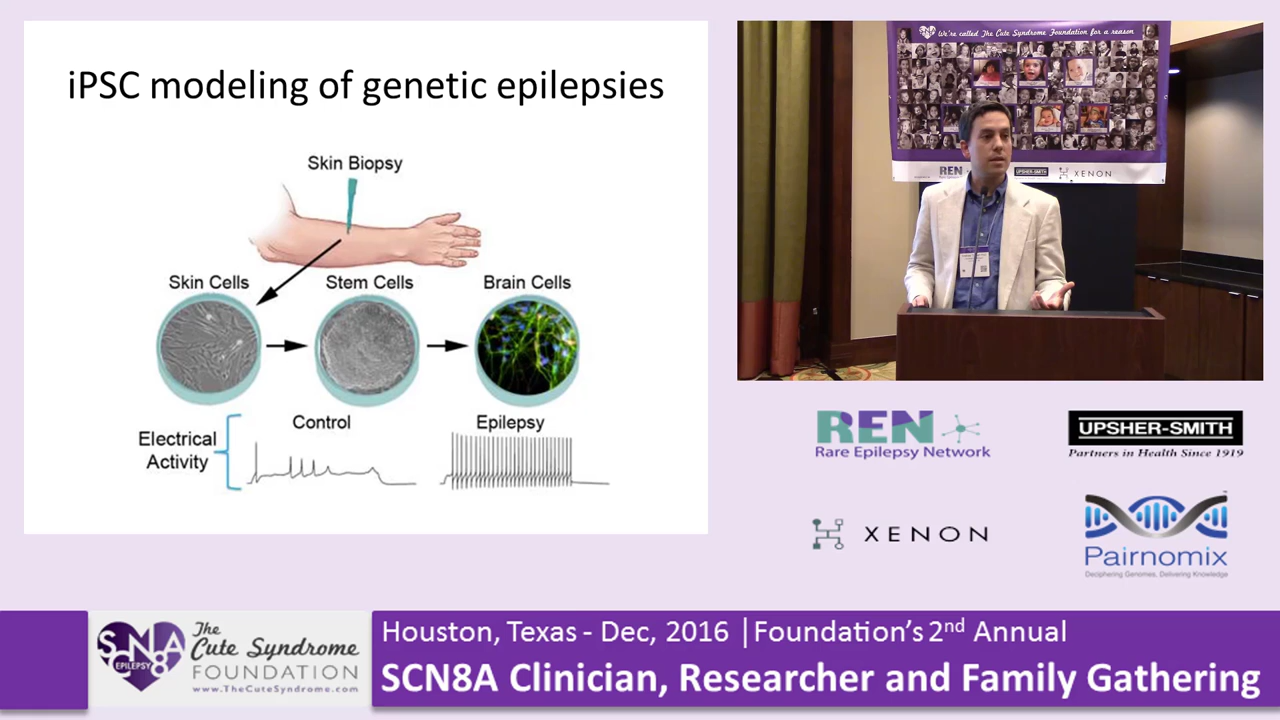 iPSC modeling of genetic epilepsies
Skin Biopsy
Skin Cells
Stem Cells
Brain Cells
Electrical
Activity
Control
Epilepsy
We're called The Cute Syndrome Foundation for a reason
REN
UPSHER-SMITH
XENON
REN
Rare Epilepsy Network
UPSHER-SMITH
Partners in Health Since 1919
XENON
Pairnomix
Deciphering Genomes, Delivering Knowledge
SCN8A
EPILEPSY
The
Cute Syndrome
FOUNDATION
www.TheCuteSyndrome.com
Houston, Texas - Dec, 2016 |Foundation's 2nd Annual
SCN8A Clinician, Researcher and Family Gathering